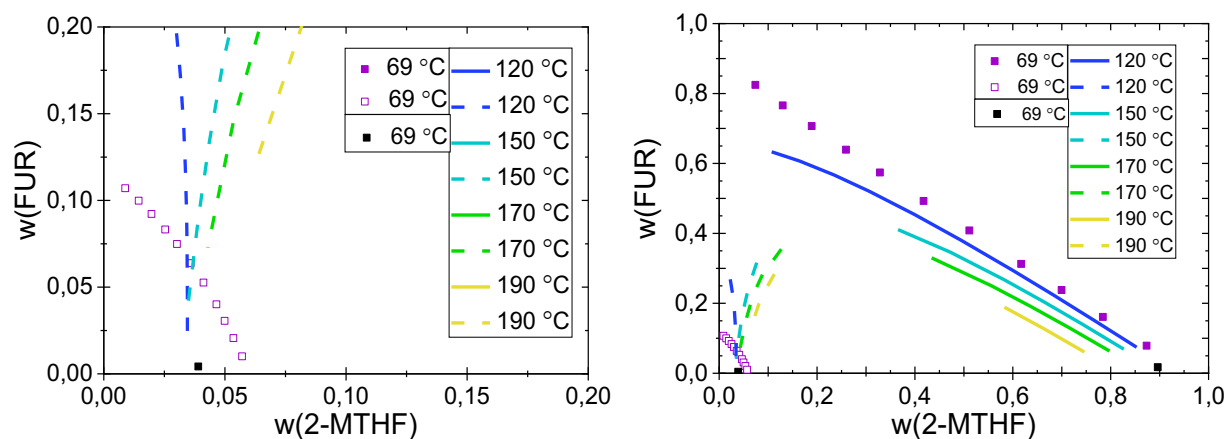 0,20
0,15
0,10
0,05
0,00
w(FUR)
69 °C
69 °C
69 °C
120 °C
120 °C
150 °C
150 °C
170 °C
170 °C
190 °C
190 °C
0,00 0,05 0,10 0,15 0,20
w(2-MTHF)
1,0
0,8
0,6
0,4
0,2
0,0
w(FUR)
69 °C
69 °C
69 °C
120 °C
120 °C
150 °C
150 °C
170 °C
170 °C
190 °C
190 °C
0,0 0,2 0,4 0,6 0,8 1,0
w(2-MTHF)